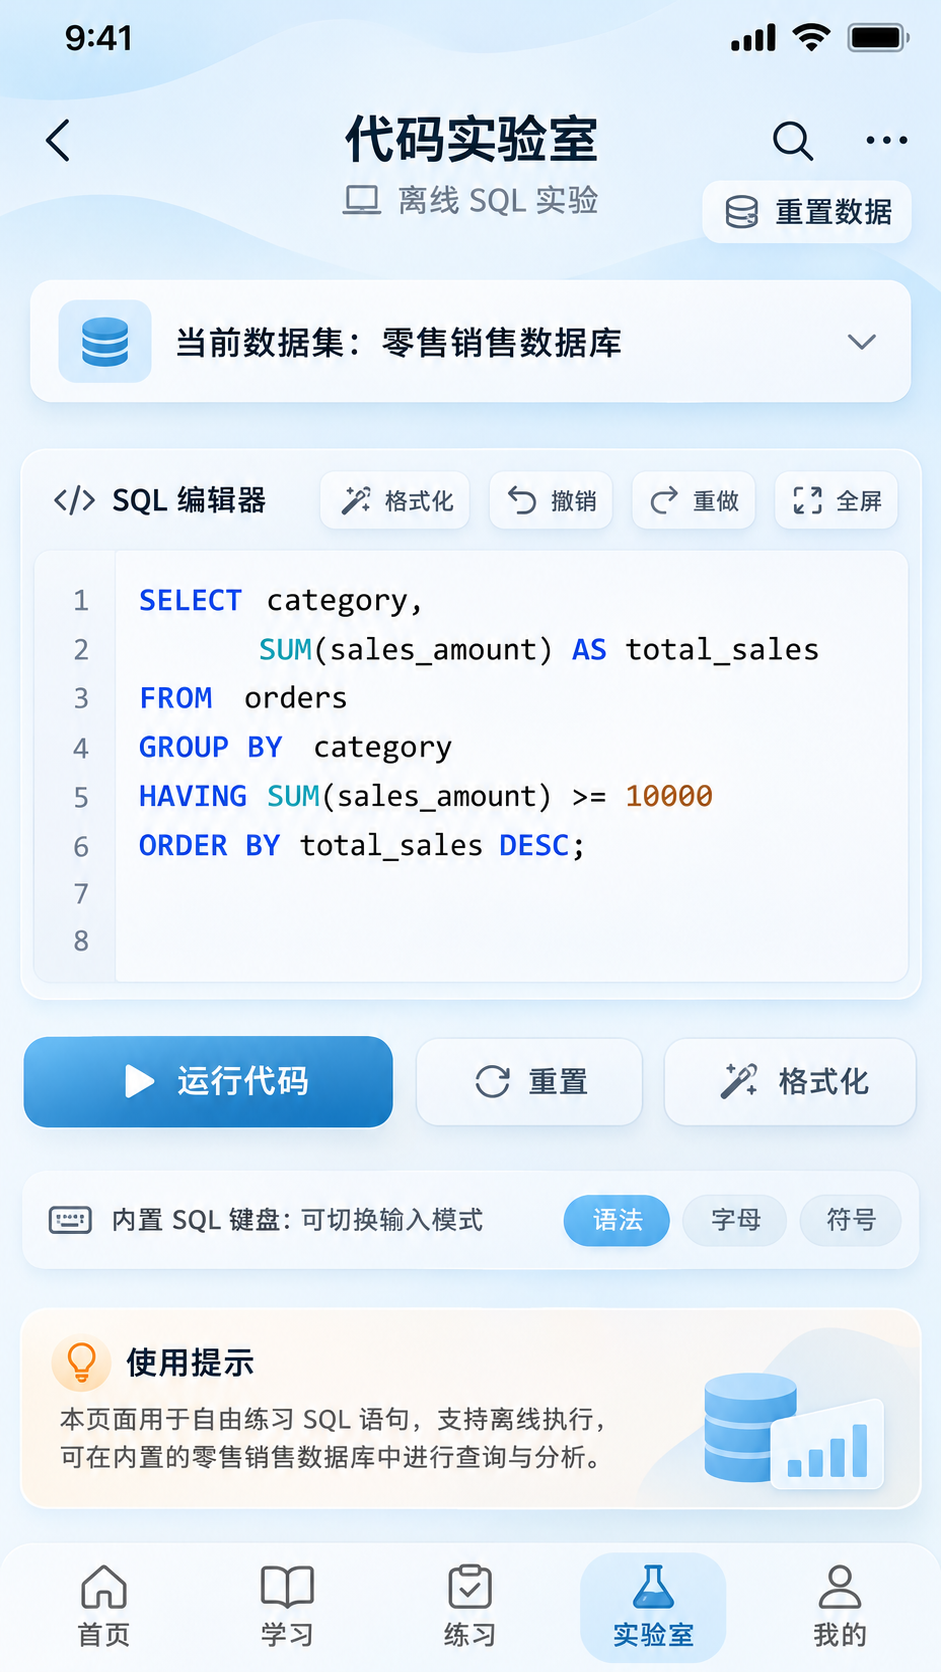 9:41
代码实验室
离线 SQL 实验
重置数据
当前数据集：零售销售数据库
</> SQL 编辑器
格式化
撤销
重做
全屏
1 SELECT category,
2 SUM(sales_amount) AS total_sales
3 FROM orders
4 GROUP BY category
5 HAVING SUM(sales_amount) >= 10000
6 ORDER BY total_sales DESC;
7
8
运行代码
重置
格式化
内置 SQL 键盘：可切换输入模式
语法
字母
符号
使用提示
本页面用于自由练习 SQL 语句，支持离线执行，
可在内置的零售销售数据库中进行查询与分析。
首页
学习
练习
实验室
我的